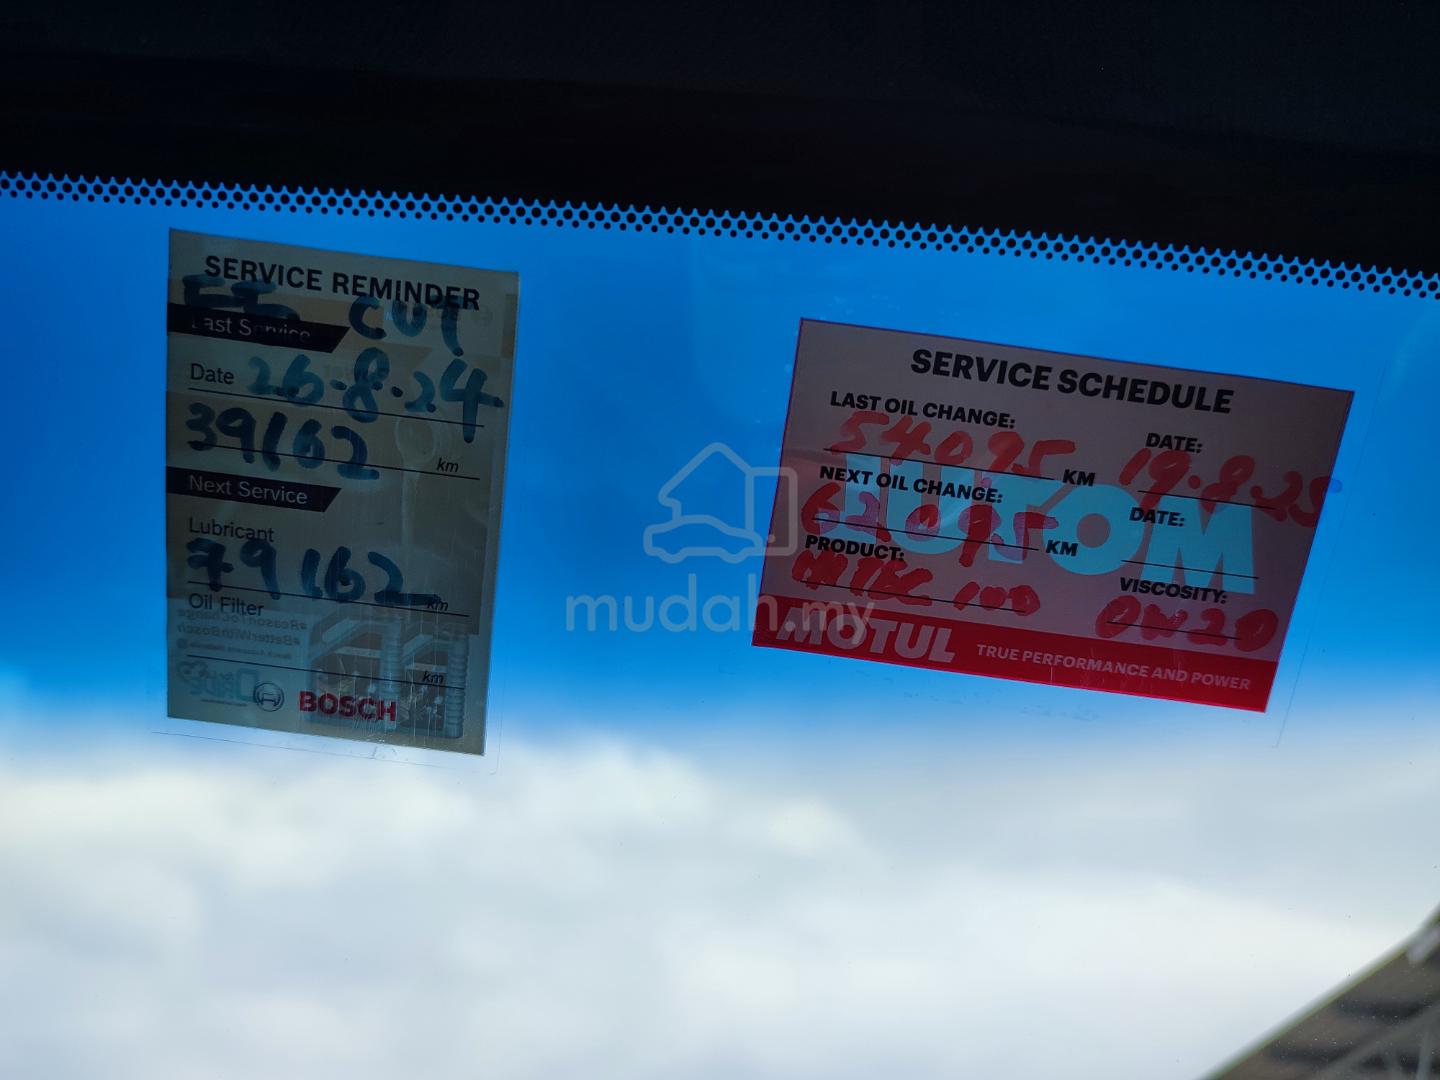 SERVICE REMINDER
CVT
Last Service
Date 26.8.24
39162 km
Next Service
Lubricant
79162 km
Oil Filter
km
BOSCH
SERVICE SCHEDULE
LAST OIL CHANGE:
54095 KM
DATE: 19.8.25
NEXT OIL CHANGE:
62095 KM
DATE:
PRODUCT:
VISCOSITY:
0W20
MOTUL
TRUE PERFORMANCE AND POWER
mudah.my